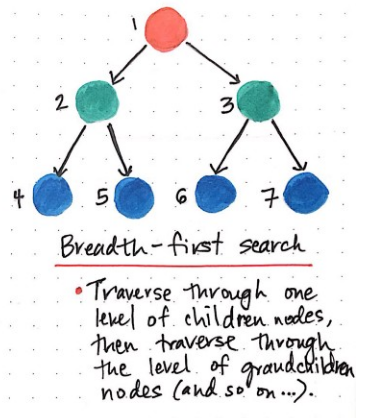 1
2 3
4 5 6 7
Breadth-first search
• Traverse through one
level of children nodes,
then traverse through
the level of grandchildren
nodes (and so on...).